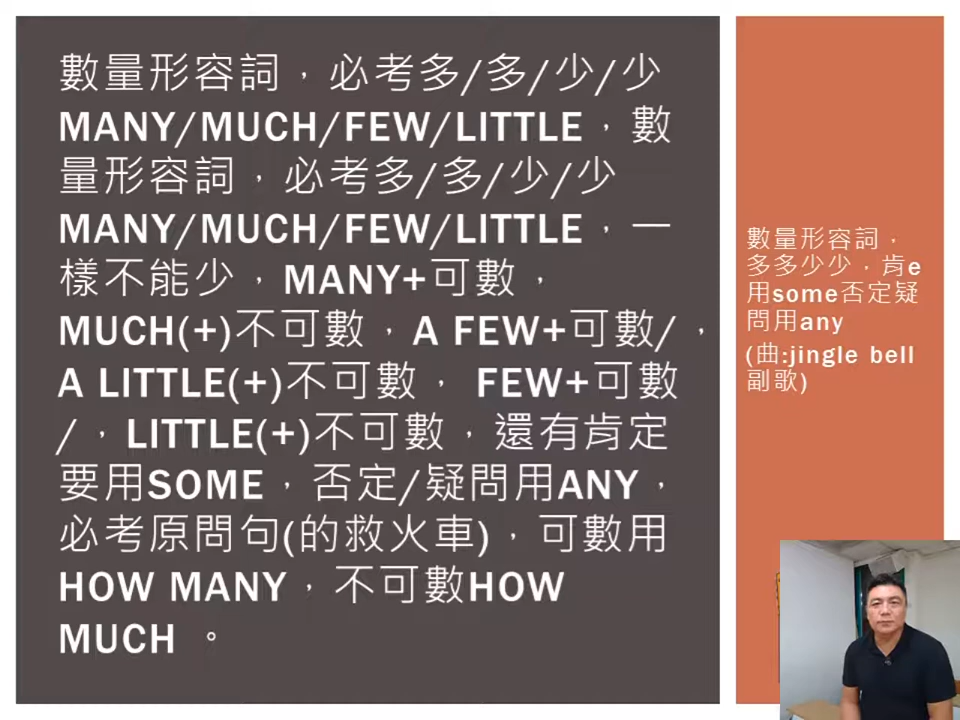 數量形容詞，必考多/多/少/少
MANY/MUCH/FEW/LITTLE，數
量形容詞，必考多/多/少/少
MANY/MUCH/FEW/LITTLE，一
樣不能少，MANY+可數，
MUCH(+)不可數，A FEW+可數/，
A LITTLE(+)不可數， FEW+可數
/，LITTLE(+)不可數，還有肯定
要用SOME，否定/疑問用ANY，
必考原問句(的救火車)，可數用
HOW MANY，不可數HOW
MUCH 。
數量形容詞，
多多少少，肯e
用some否定疑
問用any
(曲:jingle bell
副歌)